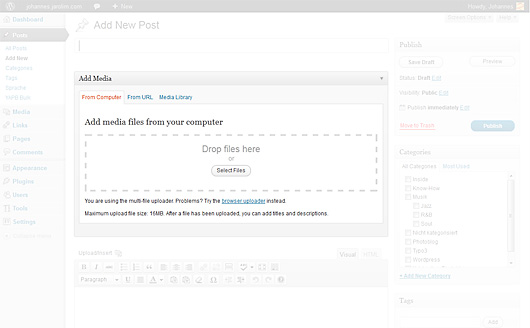 johannes.jarolim.com 0 + New
Howdy, Johannes
Screen Options Help
Dashboard
Posts
All Posts
Add New
Categories
Tags
Media
Links
Pages
Comments
Appearance
Plugins
Users
Tools
Settings
Collapse menu
Add New Post
Add Media
From Computer From URL Media Library
Add media files from your computer
Drop files here
or
Select Files
You are using the multi-file uploader. Problems? Try the browser uploader instead.
Maximum upload file size: 16MB. After a file has been uploaded, you can add titles and descriptions.
Upload/Insert
Visual HTML
Paragraph
Publish
Save Draft Preview
Status: Draft Edit
Visibility: Public Edit
Publish immediately Edit
Move to Trash Publish
Categories
All Categories Most Used
Inside
Know-How
Music
Jazz
R&B
Soul
Nicht kategorisiert
Photoblog
Typo3
Wordpress
+ Add New Category
Tags
Add